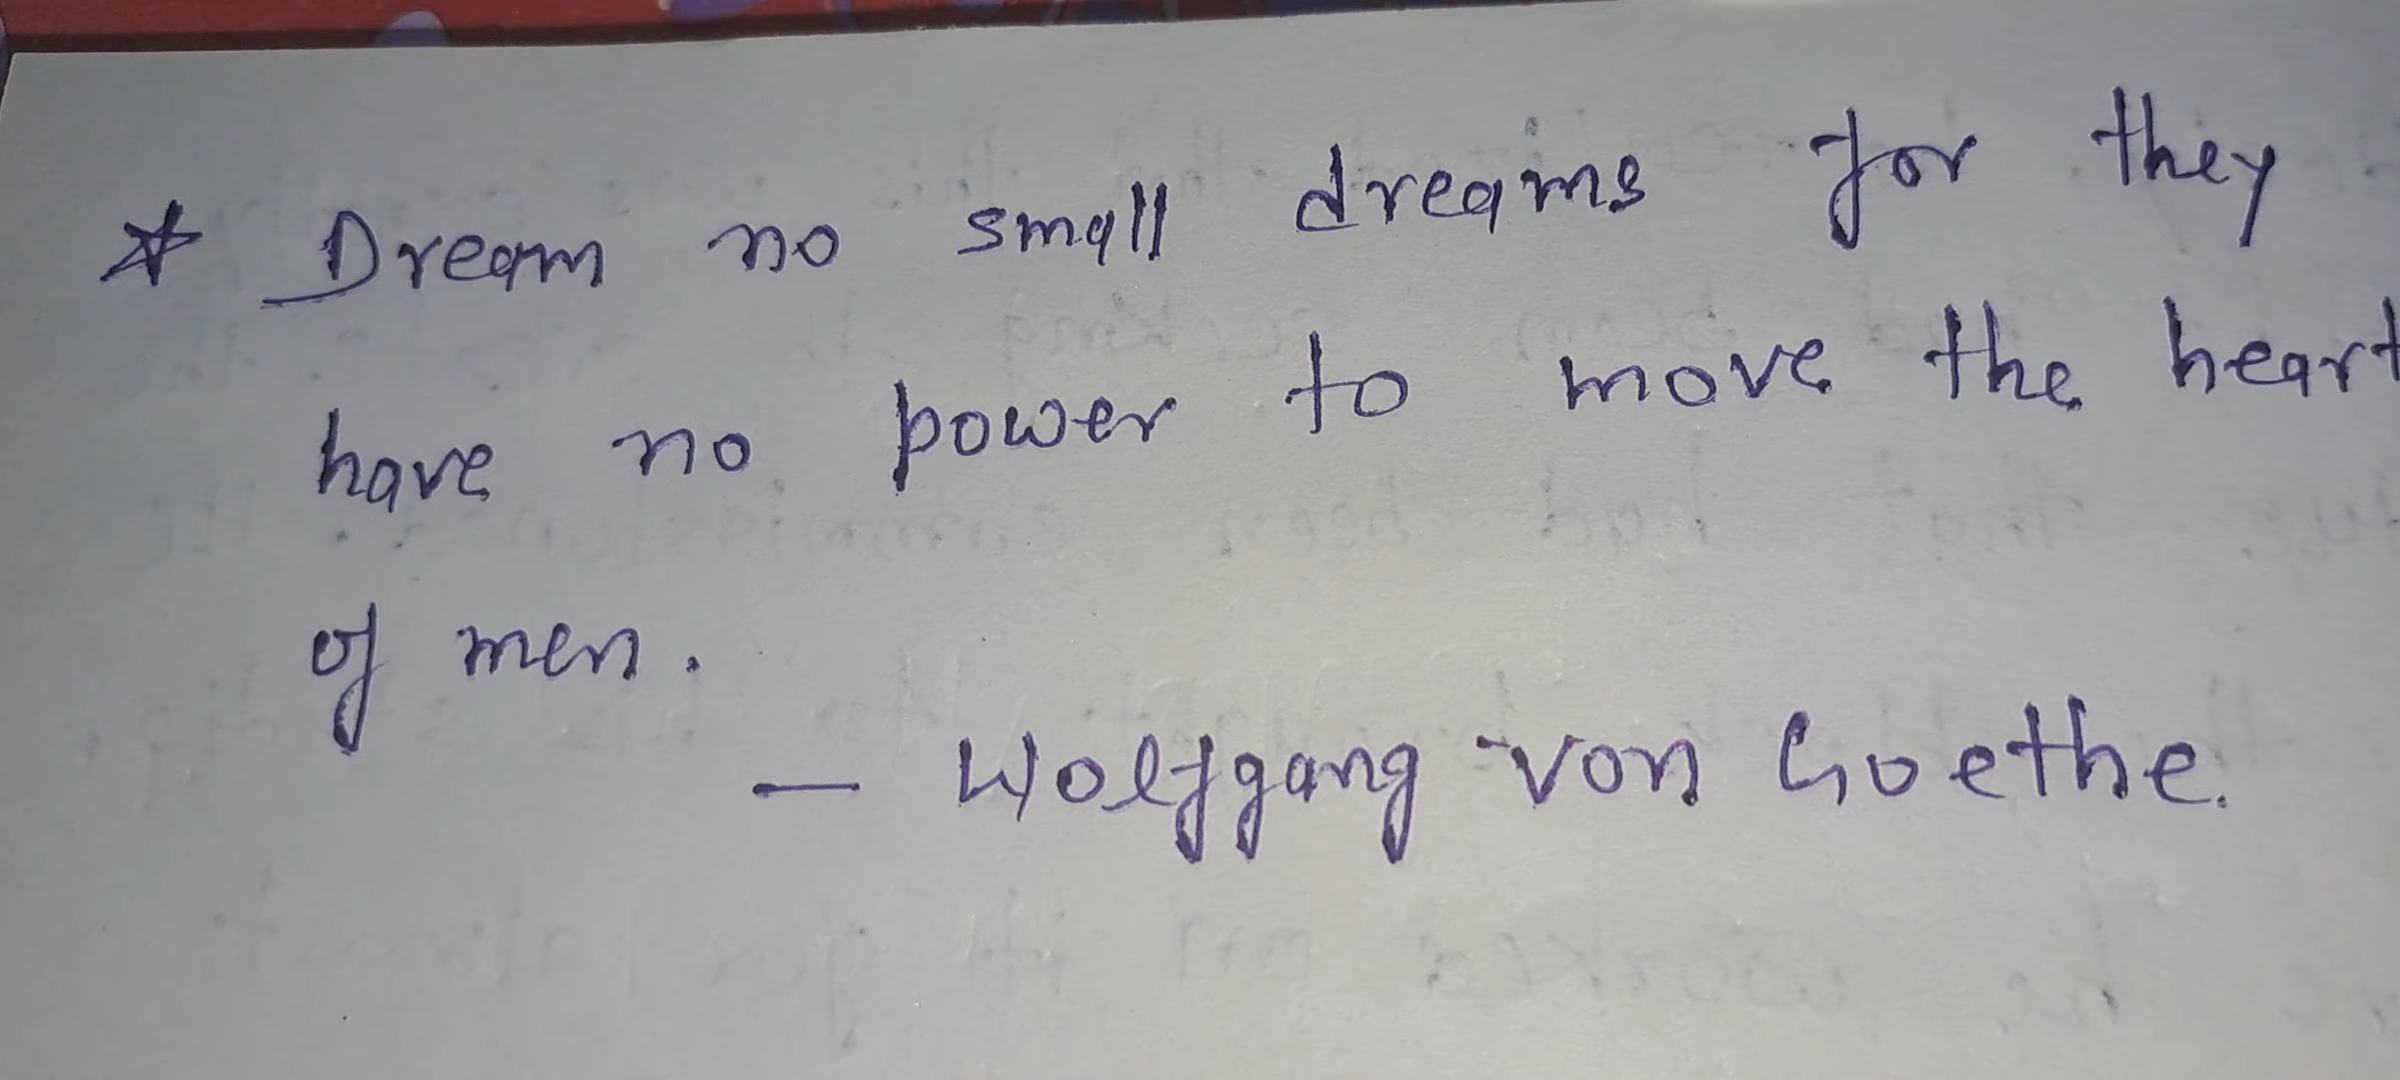 * Dream no small dreams for they
have no power to move the heart
of men.
— Wolfgang von Goethe.